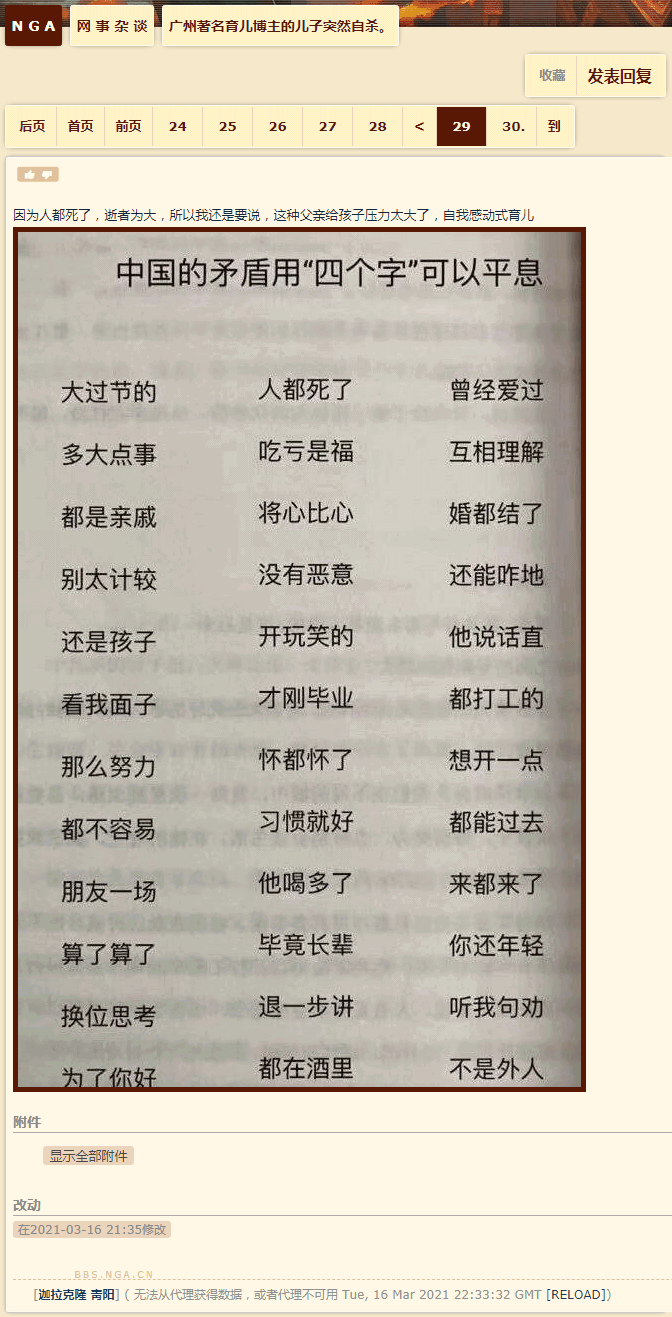 NGA 网事杂谈 广州著名育儿博主的儿子突然自杀。
收藏 发表回复
后页 首页 前页 24 25 26 27 28 < 29 30. 到
因为人都死了，逝者为大，所以我还是要说，这种父亲给孩子压力太大了，自我感动式育儿
中国的矛盾用“四个字”可以平息
大过节的 人都死了 曾经爱过
多大点事 吃亏是福 互相理解
都是亲戚 将心比心 婚都结了
别太计较 没有恶意 还能咋地
还是孩子 开玩笑的 他说话直
看我面子 才刚毕业 都打工的
那么努力 怀都怀了 想开一点
都不容易 习惯就好 都能过去
朋友一场 他喝多了 来都来了
算了算了 毕竟长辈 你还年轻
换位思考 退一步讲 听我句劝
为了你好 都在酒里 不是外人
附件
显示全部附件
改动
在2021-03-16 21:35修改
BBS.NGA.CN
[迦拉克隆 青阳] ( 无法从代理获得数据，或者代理不可用 Tue, 16 Mar 2021 22:33:32 GMT [RELOAD])